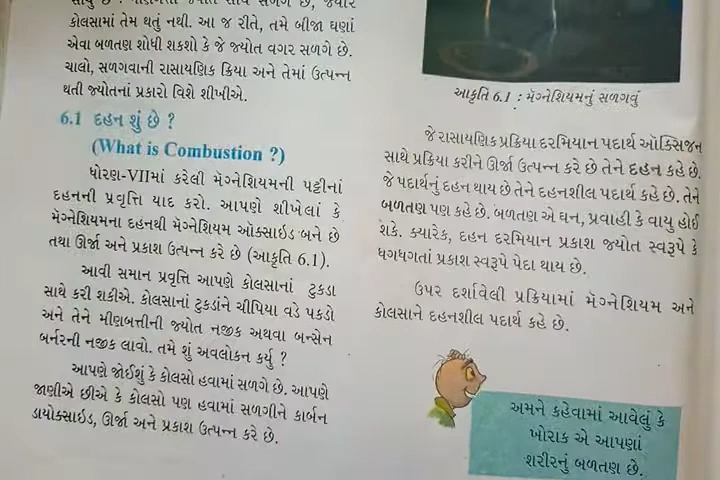 કોલસામાં તેમ થતું નથી. આ જ રીતે, તમે બીજા ઘણાં
એવા બળતણ શોધી શકશો કે જે જ્યોત વગર સળગે છે.
ચાલો, સળગવાની રાસાયણિક ક્રિયા અને તેમાં ઉત્પન્ન
થતી જ્યોતનાં પ્રકારો વિશે શીખીએ.
6.1 દહન શું છે ?
(What is Combustion ?)
ધોરણ-VIIમાં કરેલી મૅગ્નેશિયમની પટ્ટીનાં
દહનની પ્રવૃત્તિ યાદ કરો. આપણે શીખેલાં કે
મૅગ્નેશિયમના દહનથી મૅગ્નેશિયમ ઑક્સાઇડ બને છે
તથા ઊર્જા અને પ્રકાશ ઉત્પન્ન કરે છે (આકૃતિ 6.1).
આવી સમાન પ્રવૃત્તિ આપણે કોલસાનાં ટુકડા
સાથે કરી શકીએ. કોલસાનાં ટુકડાંને ચીપિયા વડે પકડો
અને તેને મીણબત્તીની જ્યોત નજીક અથવા બન્સેન
બર્નરની નજીક લાવો. તમે શું અવલોકન કર્યુ ?
આપણે જોઈશું કે કોલસો હવામાં સળગે છે. આપણે
જાણીએ છીએ કે કોલસો પણ હવામાં સળગીને કાર્બન
ડાયોક્સાઇડ, ઊર્જા અને પ્રકાશ ઉત્પન્ન કરે છે.
આકૃતિ 6.1 : મૅગ્નેશિયમનું સળગવું
જે રાસાયણિક પ્રક્રિયા દરમિયાન પદાર્થ ઑક્સિજન
સાથે પ્રક્રિયા કરીને ઊર્જા ઉત્પન્ન કરે છે તેને દહન કહે છે.
જે પદાર્થનું દહન થાય છે તેને દહનશીલ પદાર્થ કહે છે. તેને
બળતણ પણ કહે છે. બળતણ એ ઘન, પ્રવાહી કે વાયુ હોઈ
શકે. ક્યારેક, દહન દરમિયાન પ્રકાશ જ્યોત સ્વરૂપે કે
ધગધગતાં પ્રકાશ સ્વરૂપે પેદા થાય છે.
ઉપર દર્શાવેલી પ્રક્રિયામાં મૅગ્નેશિયમ અને
કોલસાને દહનશીલ પદાર્થ કહે છે.
અમને કહેવામાં આવેલું કે
ખોરાક એ આપણાં
શરીરનું બળતણ છે.